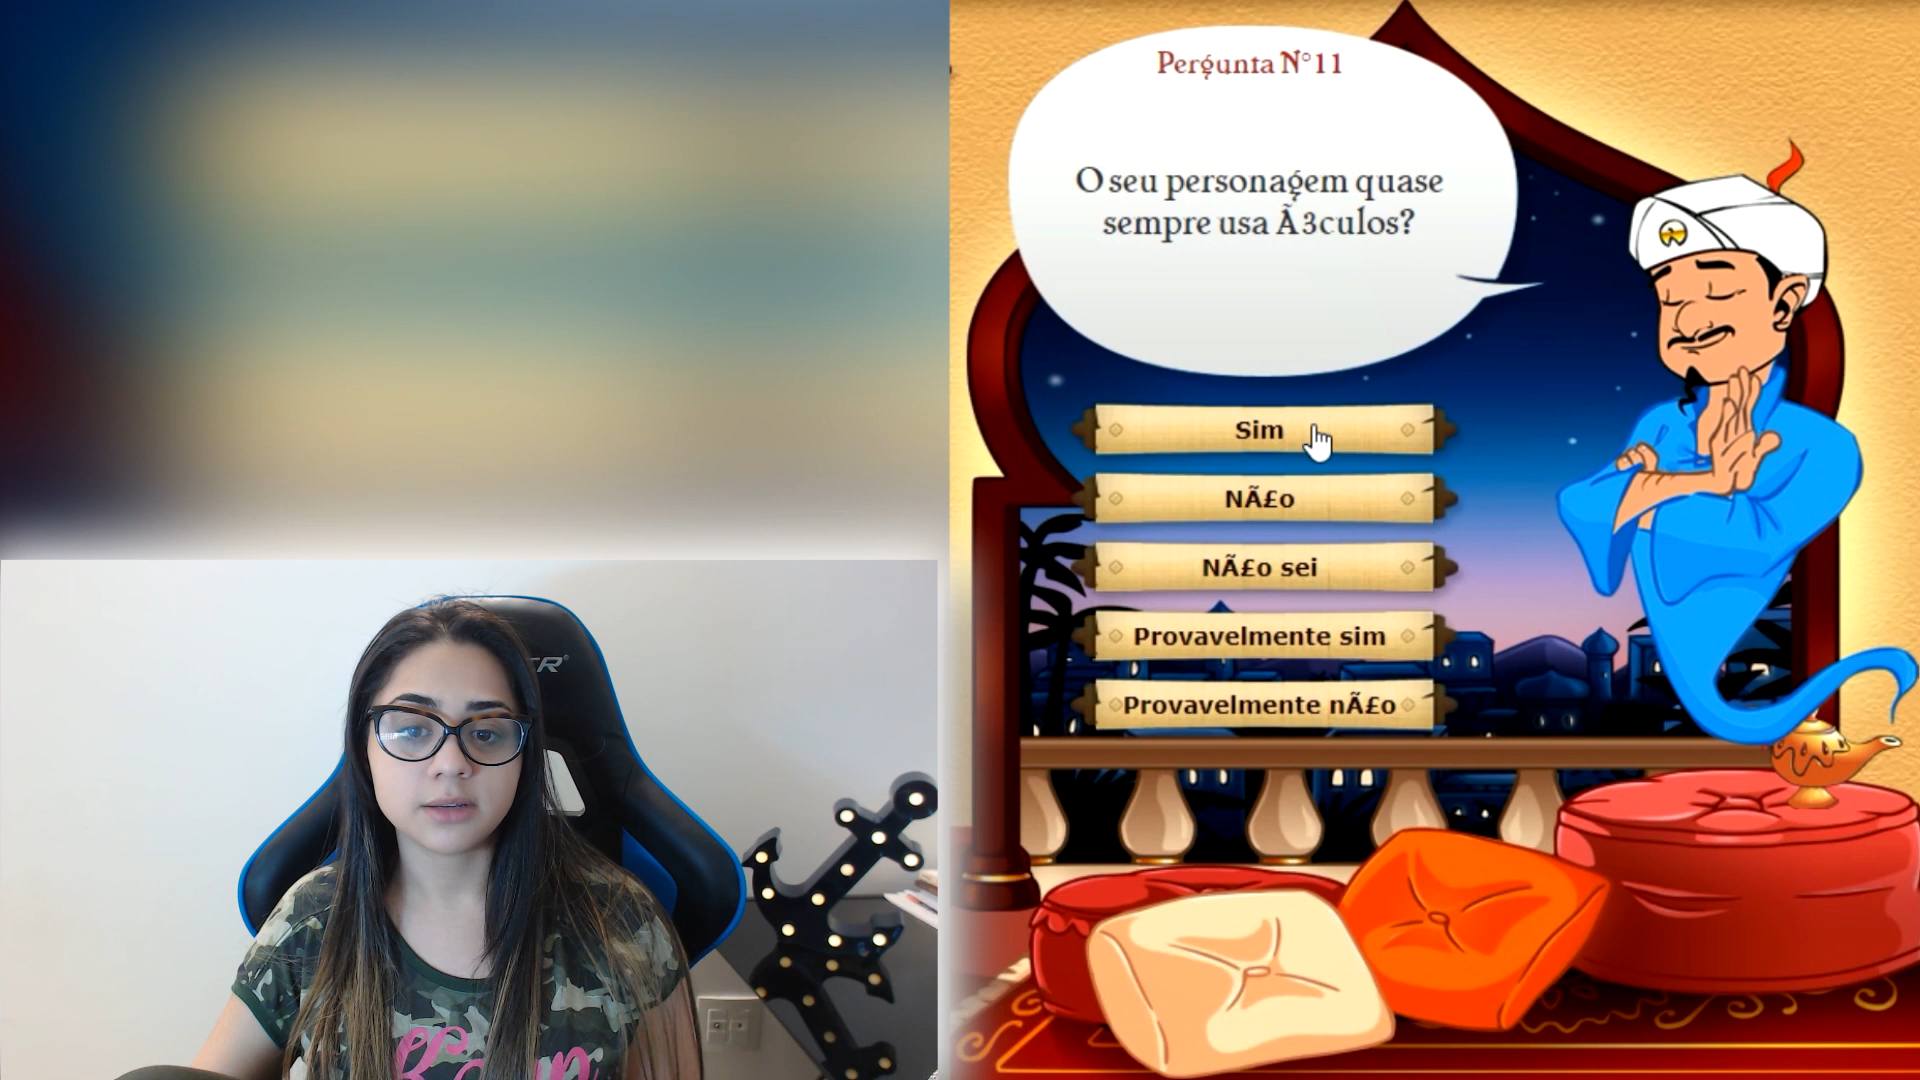 Pergunta N°11
O seu personagem quase
sempre usa Ã3culos?
Sim
NÃ£o
NÃ£o sei
Provavelmente sim
Provavelmente nÃ£o